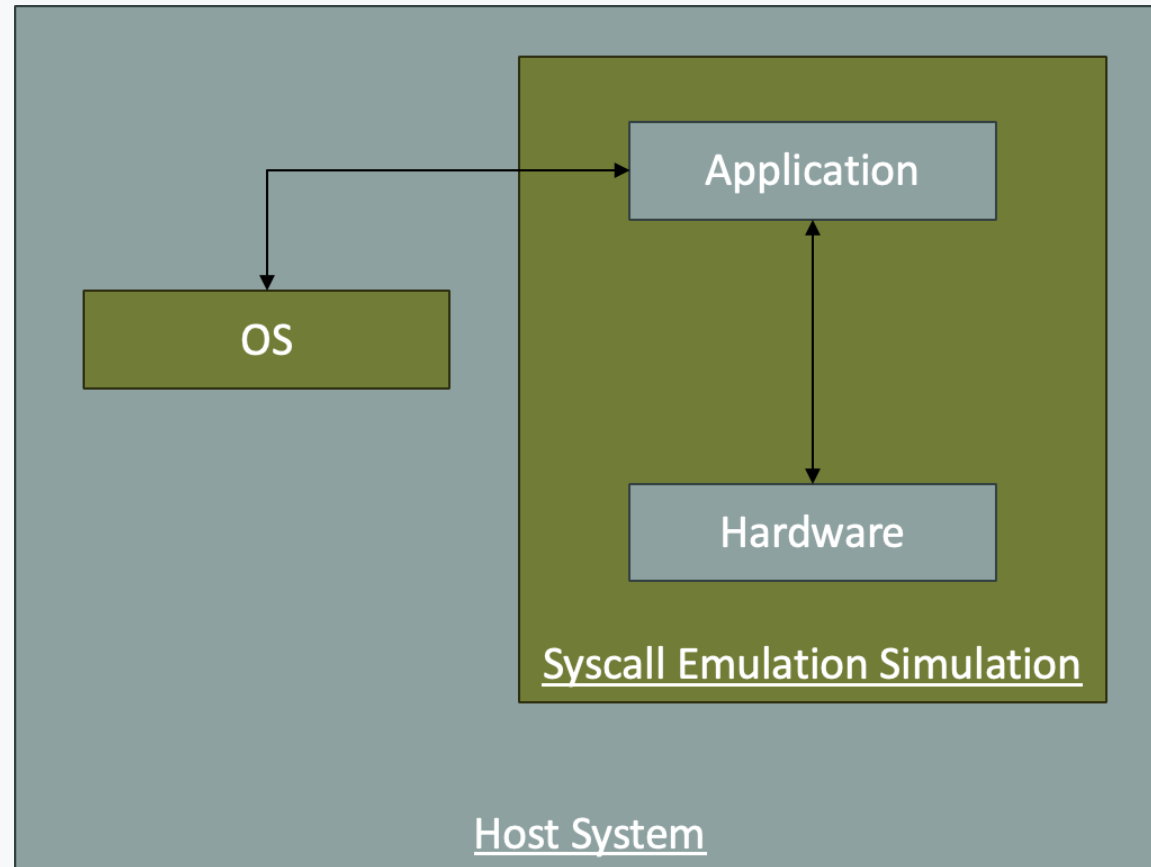 Application
OS
Hardware
Syscall Emulation Simulation
Host System